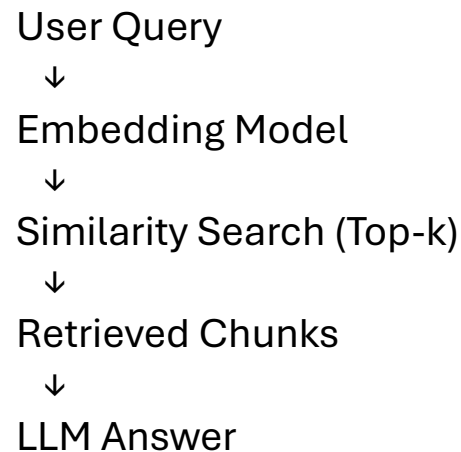 User Query
↓
Embedding Model
↓
Similarity Search (Top-k)
↓
Retrieved Chunks
↓
LLM Answer